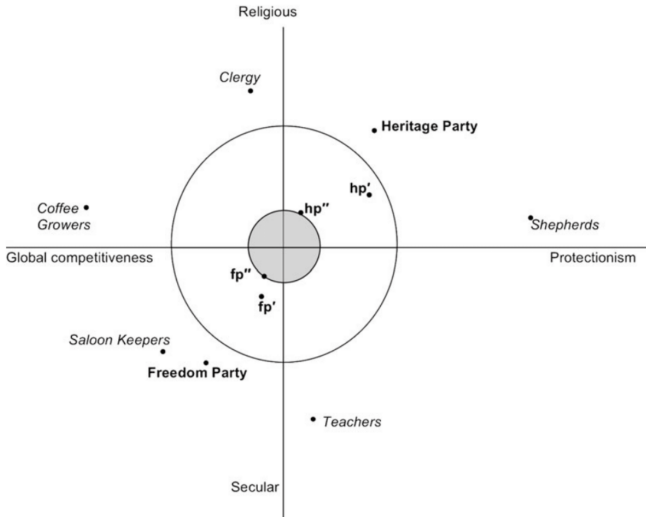 Religious
Clergy
Heritage Party
hp′
hp″
Coffee
Growers
Shepherds
Global competitiveness
Protectionism
fp″
fp′
Saloon Keepers
Freedom Party
Teachers
Secular